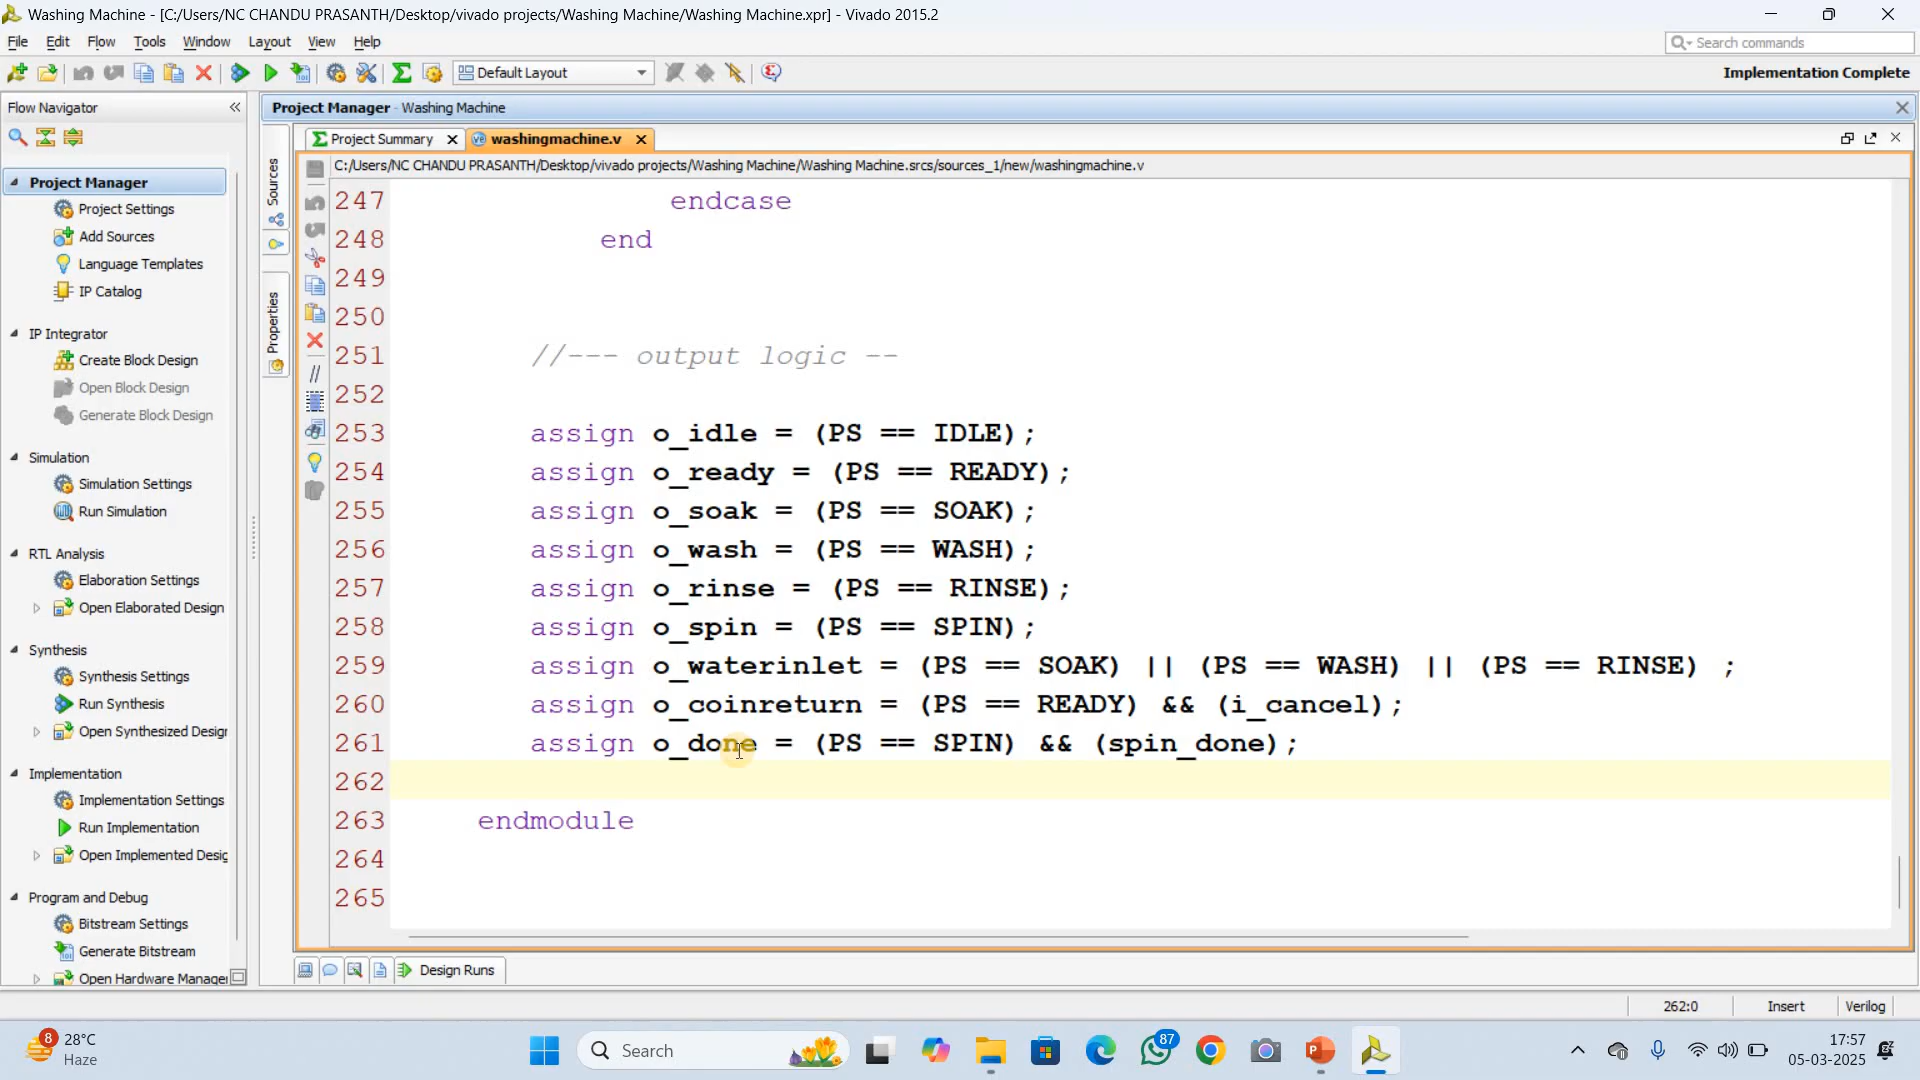 Washing Machine - [C:/Users/NC CHANDU PRASANTH/Desktop/vivado projects/Washing Machine/Washing Machine.xpr] - Vivado 2015.2
File Edit Flow Tools Window Layout View Help
Search commands
Default Layout
Implementation Complete
Flow Navigator
Project Manager - Washing Machine
Project Summary
washingmachine.v
C:/Users/NC CHANDU PRASANTH/Desktop/vivado projects/Washing Machine/Washing Machine.srcs/sources_1/new/washingmachine.v
Project Manager
Project Settings
Add Sources
Language Templates
IP Catalog
IP Integrator
Create Block Design
Open Block Design
Generate Block Design
Simulation
Simulation Settings
Run Simulation
RTL Analysis
Elaboration Settings
Open Elaborated Design
Synthesis
Synthesis Settings
Run Synthesis
Open Synthesized Design
Implementation
Implementation Settings
Run Implementation
Open Implemented Desig
Program and Debug
Bitstream Settings
Generate Bitstream
Open Hardware Manager
Sources
Properties
247 endcase
248 end
249
250
251 //--- output logic --
252
253 assign o_idle = (PS == IDLE);
254 assign o_ready = (PS == READY);
255 assign o_soak = (PS == SOAK);
256 assign o_wash = (PS == WASH);
257 assign o_rinse = (PS == RINSE);
258 assign o_spin = (PS == SPIN);
259 assign o_waterinlet = (PS == SOAK) || (PS == WASH) || (PS == RINSE) ;
260 assign o_coinreturn = (PS == READY) && (i_cancel);
261 assign o_done = (PS == SPIN) && (spin_done);
262
263 endmodule
264
265
Design Runs
262:0 Insert Verilog
8
28°C
Haze
Search
87
17:57
05-03-2025